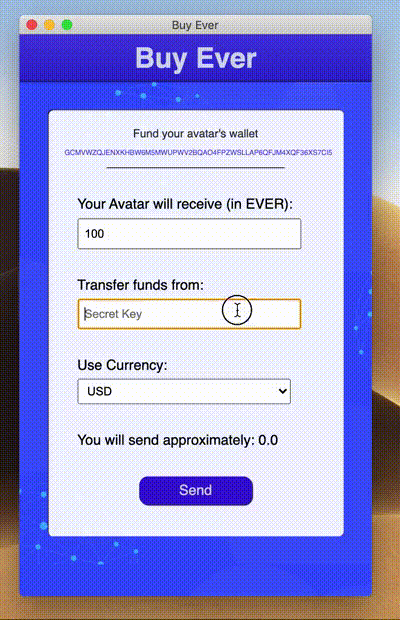 Buy Ever
Buy Ever
Fund your avatar's wallet
Your Avatar will receive (in EVER):
100
Transfer funds from:
Secret Key
Use Currency:
USD
You will send approximately: 0.0
Send